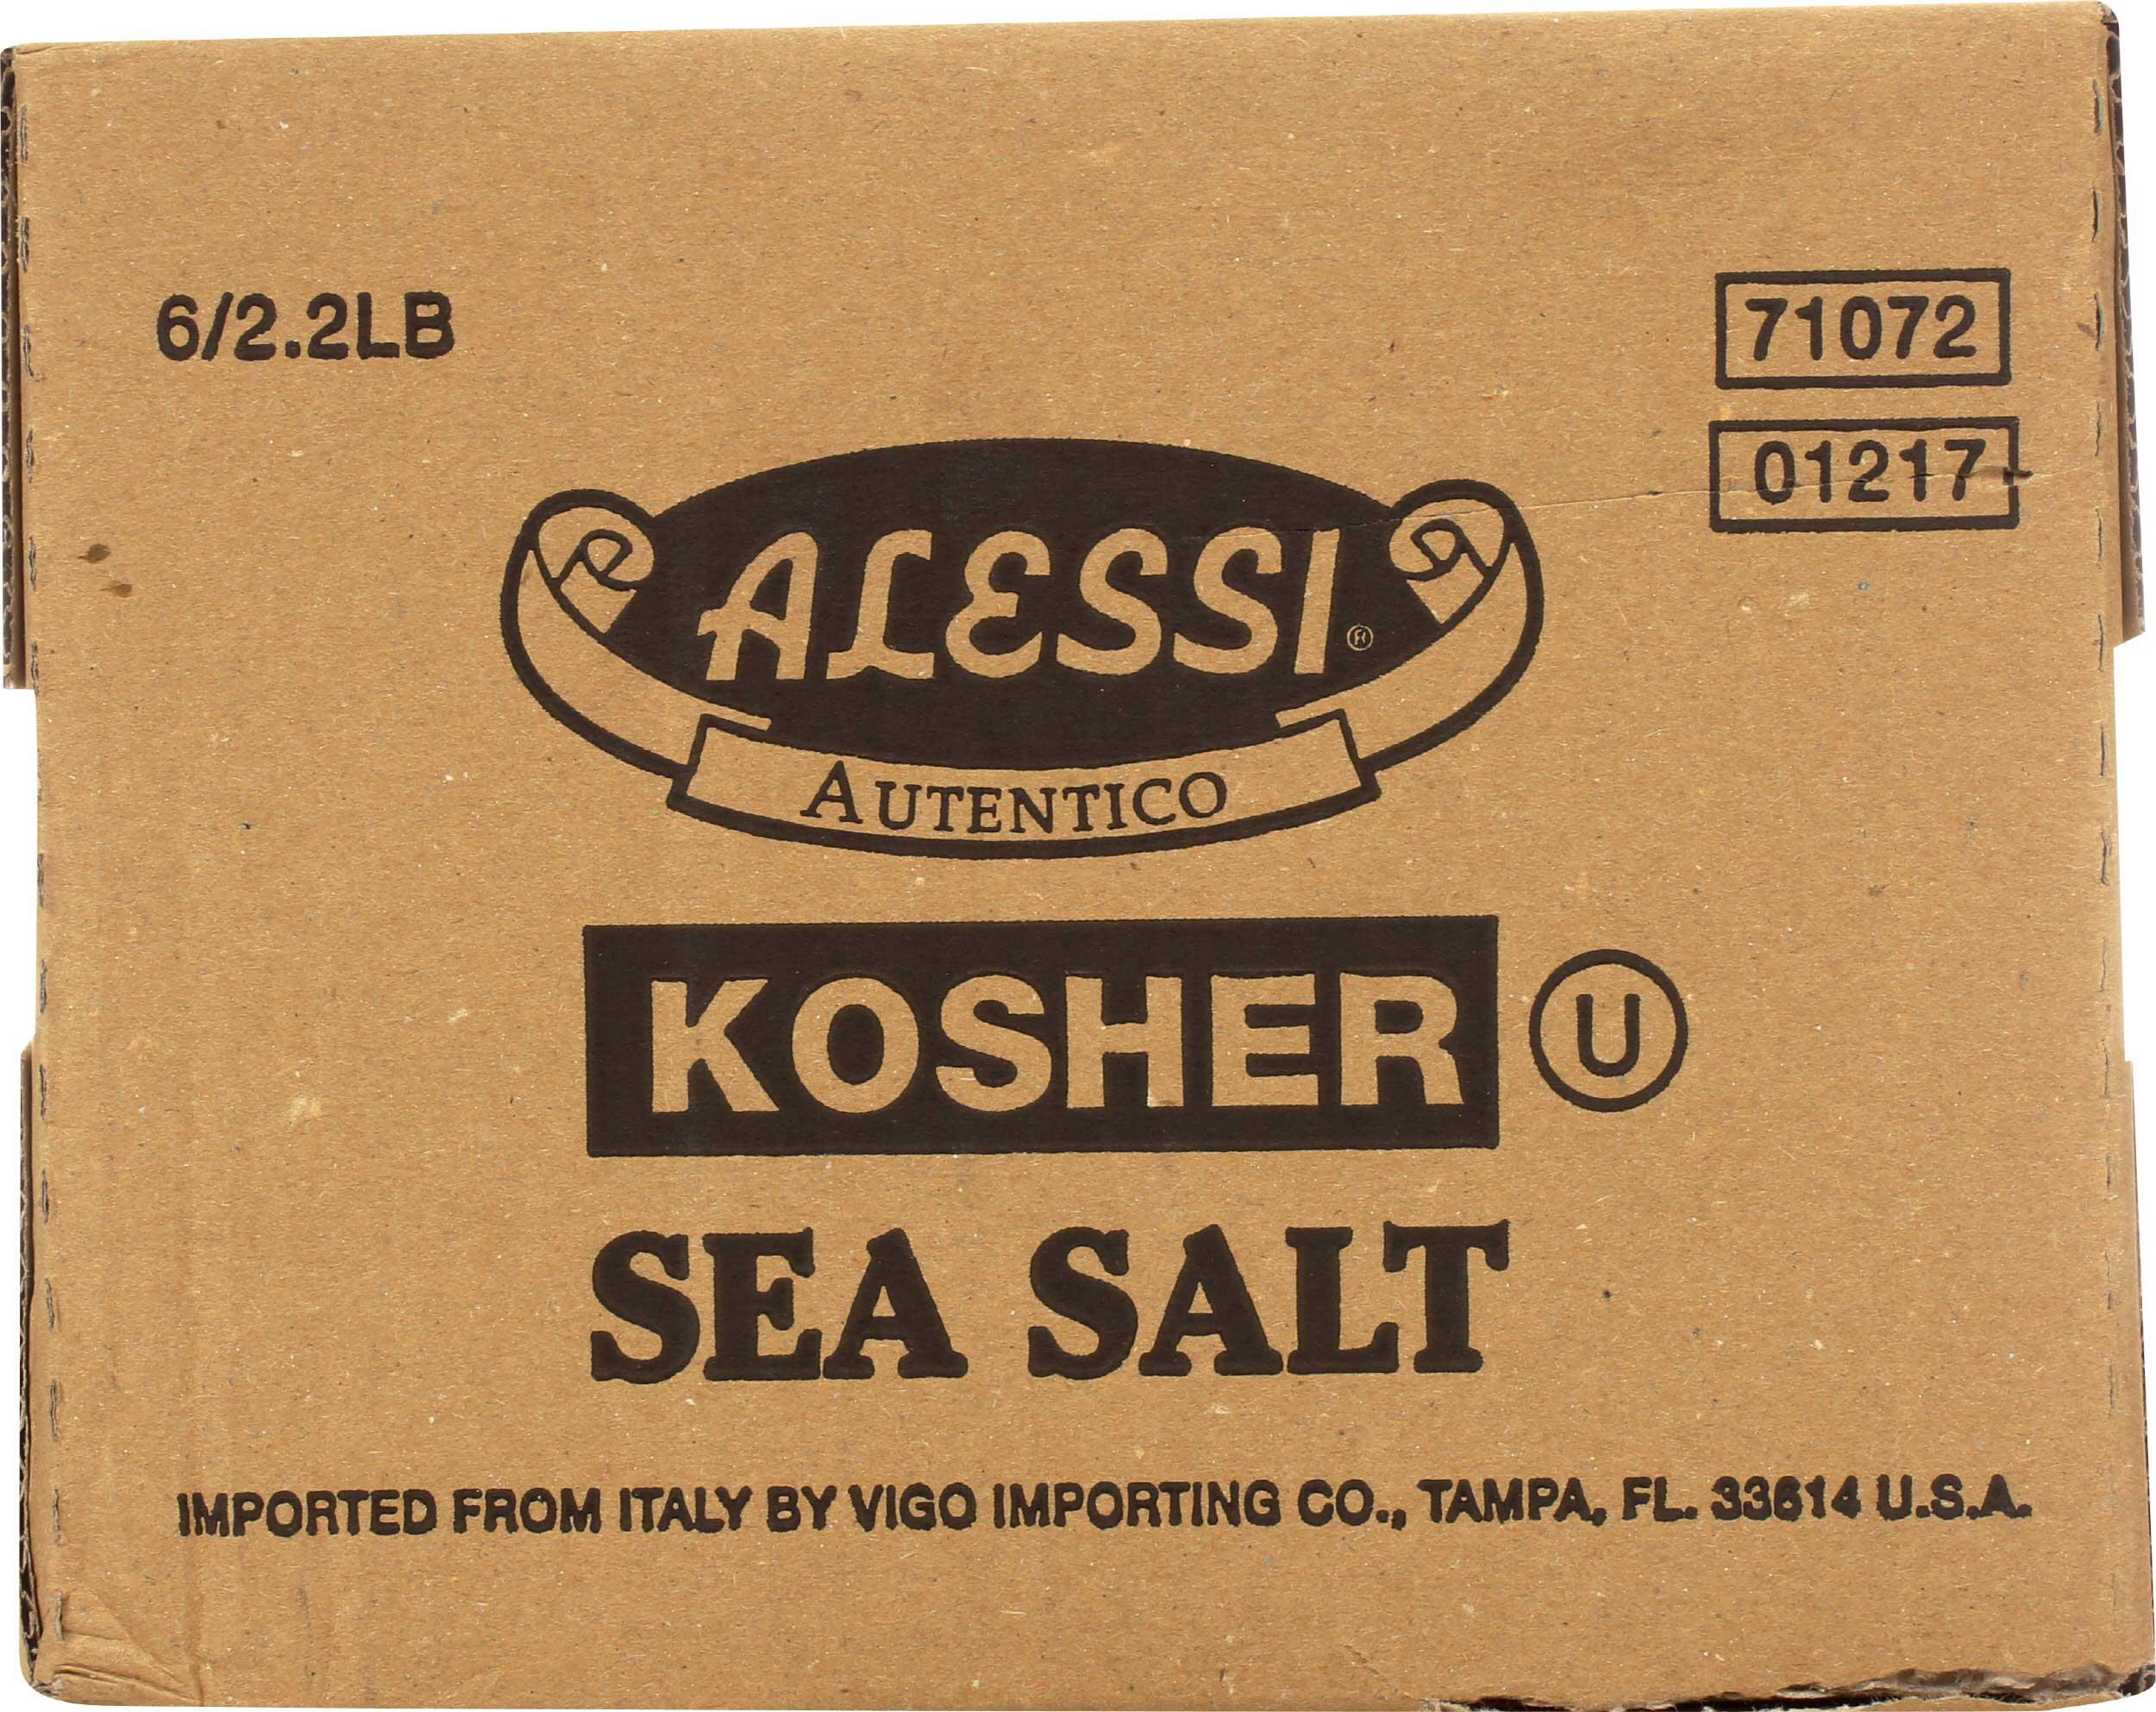 6/2.2LB
71072
01217
ALESSI®
AUTENTICO
KOSHER Ⓤ
SEA SALT
IMPORTED FROM ITALY BY VIGO IMPORTING CO., TAMPA, FL. 33614 U.S.A.